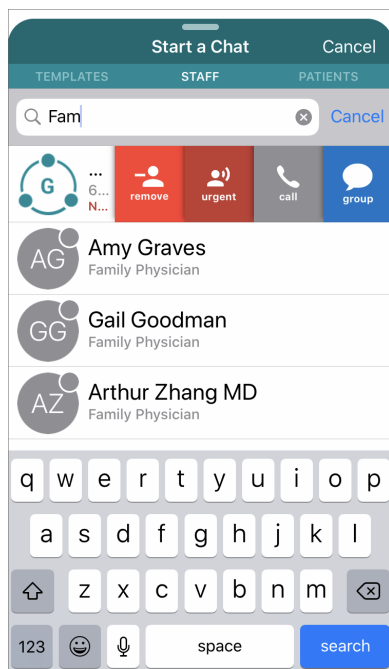 Start a Chat Cancel
TEMPLATES STAFF PATIENTS
Fam Cancel
G ... 6... N... remove urgent call group
AG Amy Graves
Family Physician
GG Gail Goodman
Family Physician
AZ Arthur Zhang MD
Family Physician
q w e r t y u i o p
a s d f g h j k l
z x c v b n m
123 space search